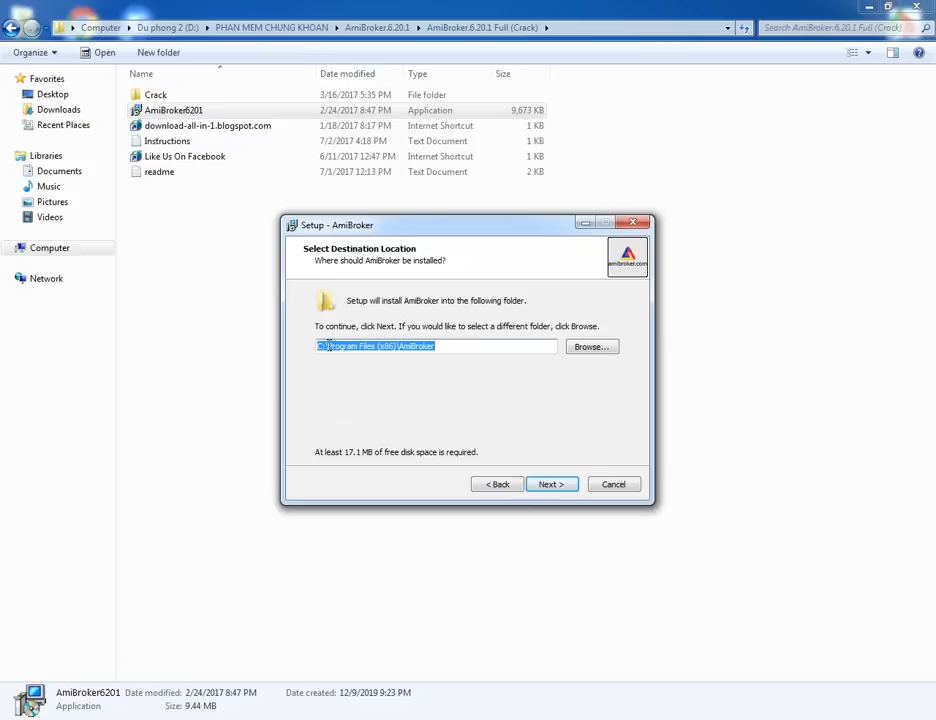 Computer ▸ Du phong 2 (D:) ▸ PHAN MEM CHUNG KHOAN ▸ AmiBroker.6.20.1 ▸ AmiBroker.6.20.1 Full (Crack) ▸
Search AmiBroker.6.20.1 Full (Crack)
Organize Open New folder
Favorites
Desktop
Downloads
Recent Places
Libraries
Documents
Music
Pictures
Videos
Computer
Network
Name Date modified Type Size
Crack 3/16/2017 5:35 PM File folder
AmiBroker6201 2/24/2017 8:47 PM Application 9,673 KB
download-all-in-1.blogspot.com 1/18/2017 8:17 PM Internet Shortcut 1 KB
Instructions 7/2/2017 4:18 PM Text Document 1 KB
Like Us On Facebook 6/11/2017 12:47 PM Internet Shortcut 1 KB
readme 7/1/2017 12:13 PM Text Document 2 KB
Setup - AmiBroker
Select Destination Location
Where should AmiBroker be installed?
amibroker.com
Setup will install AmiBroker into the following folder.
To continue, click Next. If you would like to select a different folder, click Browse.
C:\Program Files (x86)\AmiBroker
Browse...
At least 17.1 MB of free disk space is required.
< Back Next > Cancel
AmiBroker6201 Date modified: 2/24/2017 8:47 PM Date created: 12/9/2019 9:23 PM
Application Size: 9.44 MB